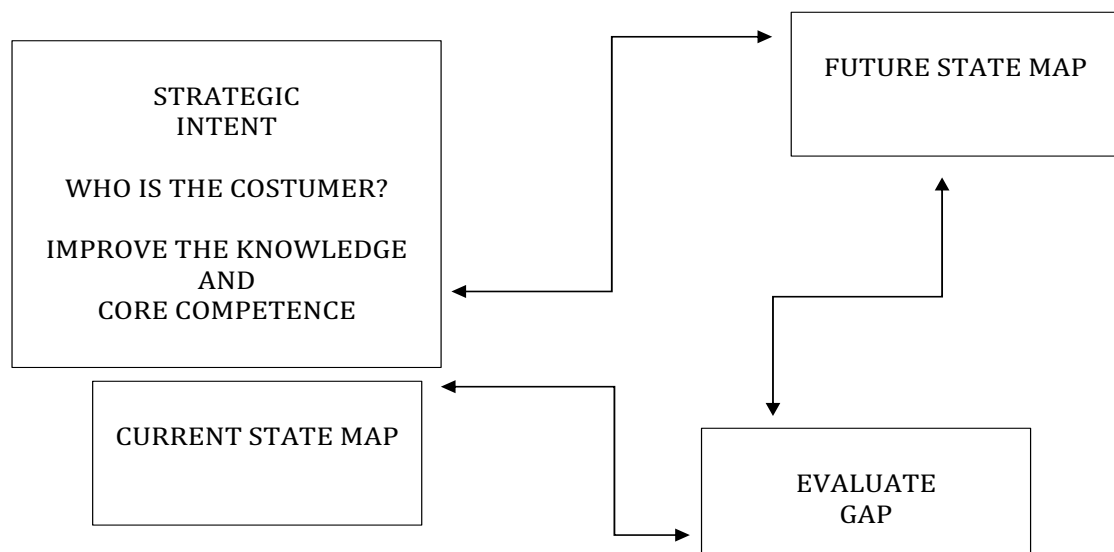 STRATEGIC
INTENT
WHO IS THE COSTUMER?
IMPROVE THE KNOWLEDGE
AND
CORE COMPETENCE
FUTURE STATE MAP
CURRENT STATE MAP
EVALUATE
GAP